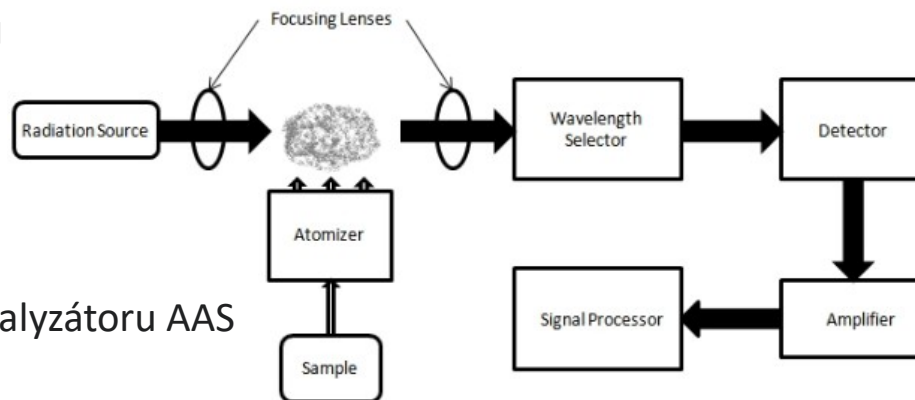 Focusing Lenses
Radiation Source
Wavelength
Selector
Detector
Atomizer
alyzátoru AAS
Signal Processor
Amplifier
Sample